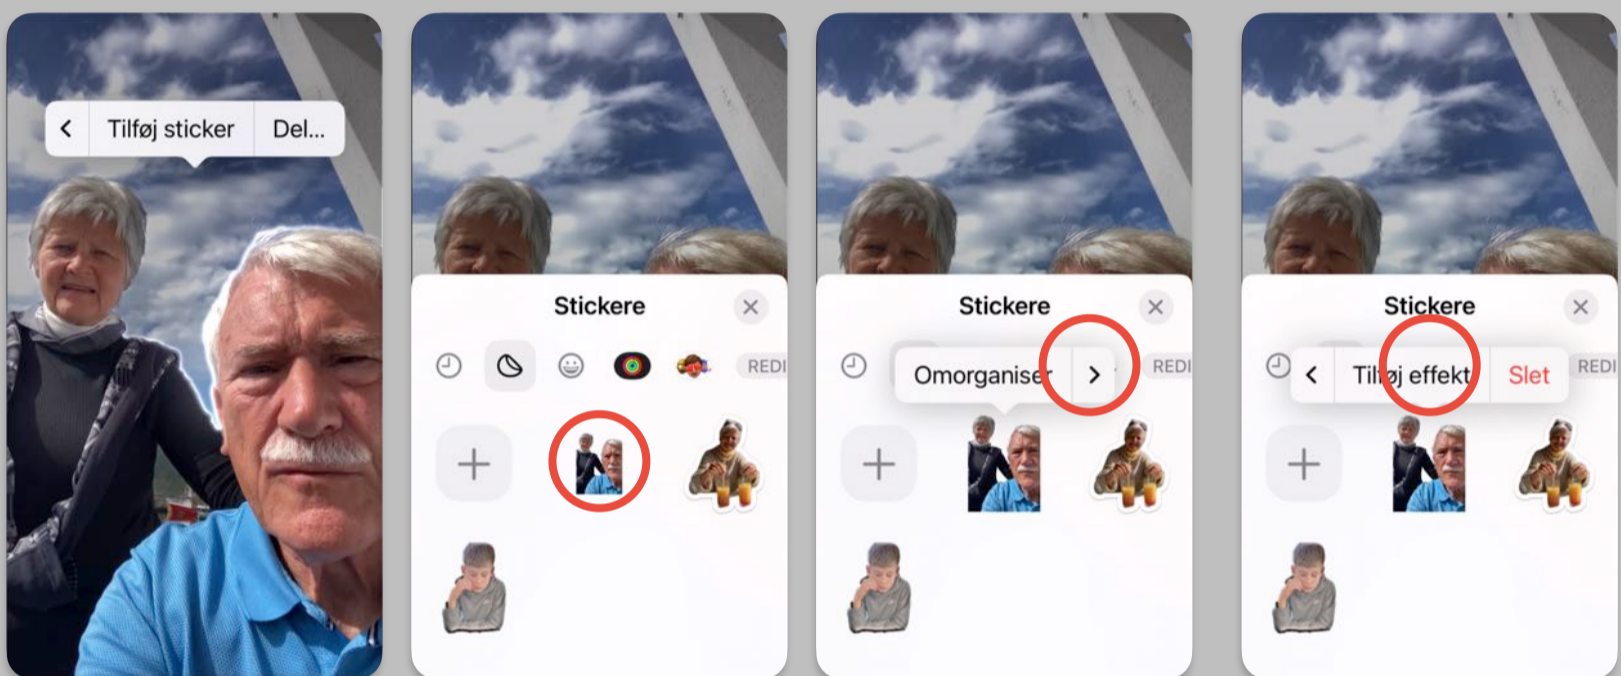 Tilføj sticker
Del...
Stickere
REDI
Stickere
Omorganiser
REDI
Stickere
Tilføj effekt
Slet
REDI